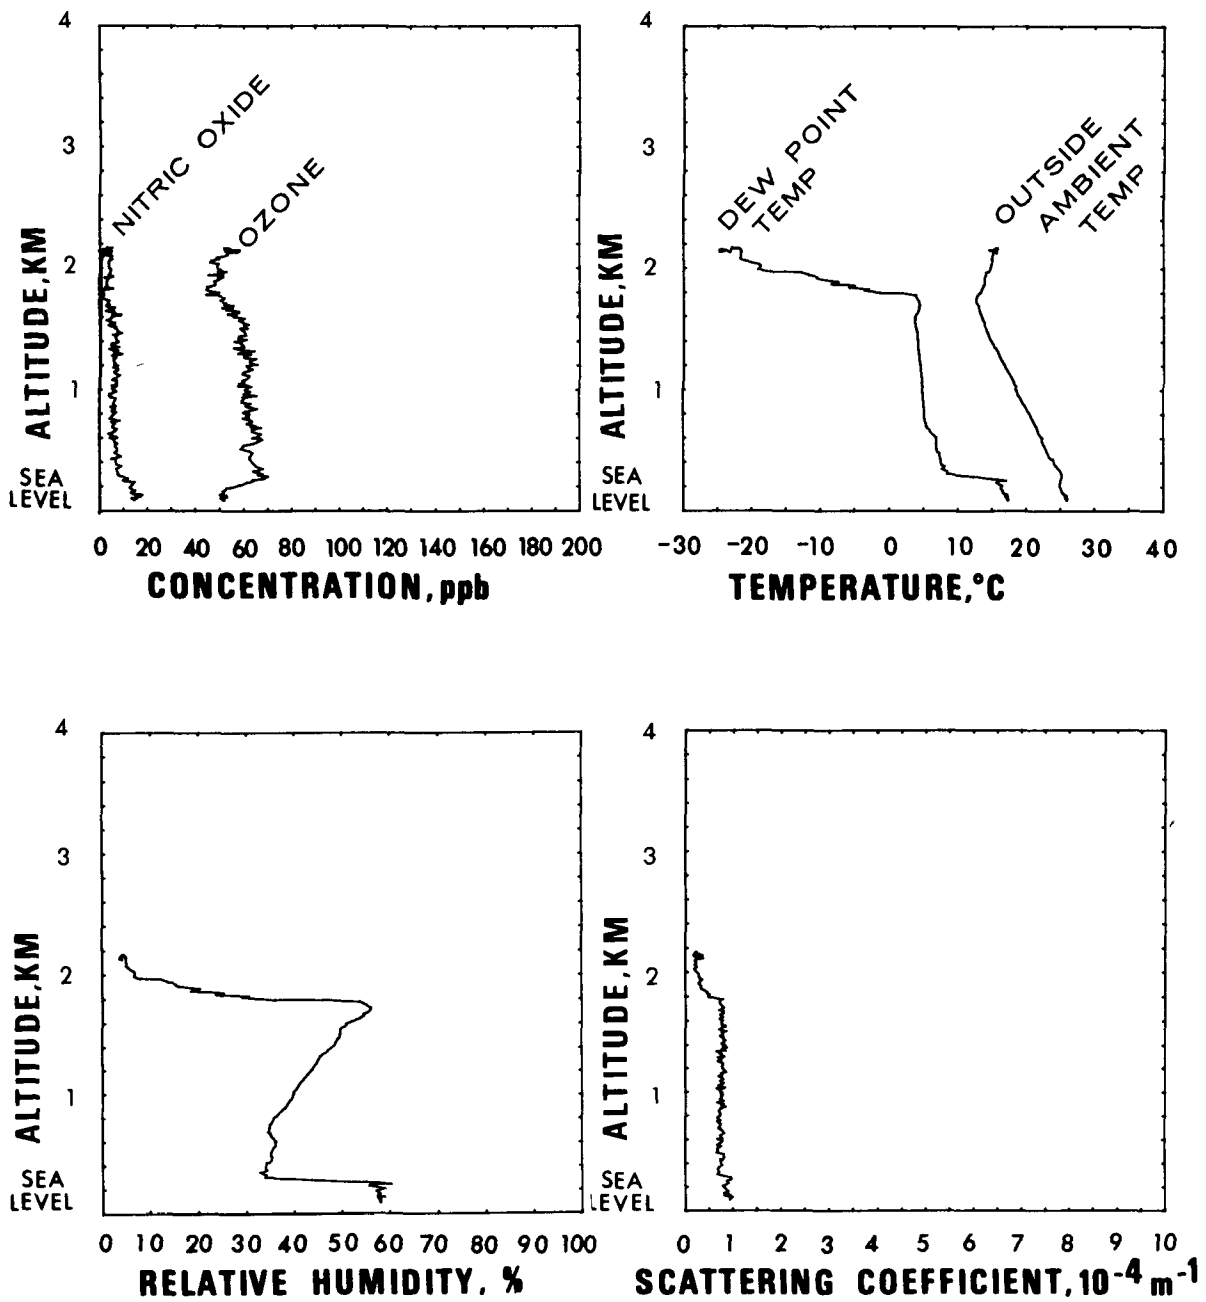 4
3
2
1
SEA
LEVEL
ALTITUDE,KM
NITRIC OXIDE
OZONE
0 20 40 60 80 100 120 140 160 180 200
CONCENTRATION,ppb
4
3
2
1
SEA
LEVEL
ALTITUDE,KM
DEW POINT
TEMP
OUTSIDE
AMBIENT
TEMP
-30 -20 -10 0 10 20 30 40
TEMPERATURE,°C
4
3
2
1
SEA
LEVEL
ALTITUDE,KM
0 10 20 30 40 50 60 70 80 90 100
RELATIVE HUMIDITY, %
4
3
2
1
SEA
LEVEL
ALTITUDE,KM
0 1 2 3 4 5 6 7 8 9 10
SCATTERING COEFFICIENT,10⁻⁴ m⁻¹